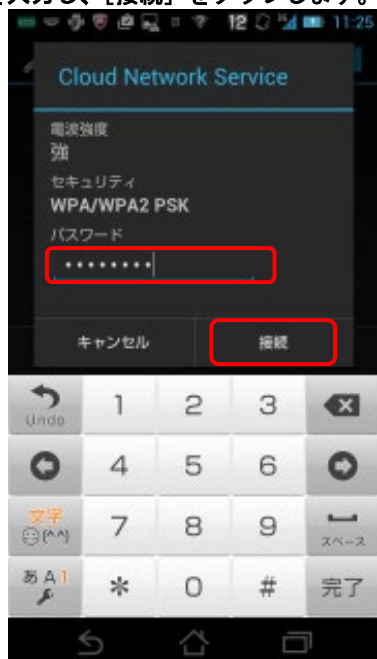 入力し、［接続］をタップします。
12 11:25
Cloud Network Service
電波強度
強
セキュリティ
WPA/WPA2 PSK
パスワード
••••••••
キャンセル 接続
Undo 1 2 3
4 5 6
文字 (^^) 7 8 9 スペース
あA1 * 0 # 完了